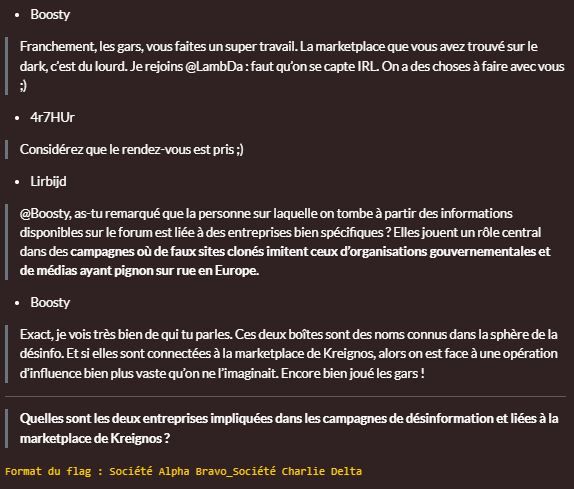 Boosty
Franchement, les gars, vous faites un super travail. La marketplace que vous avez trouvé sur le
dark, c'est du lourd. Je rejoins @LambDa : faut qu'on se capte IRL. On a des choses à faire avec vous
;)
4r7HUr
Considérez que le rendez-vous est pris ;)
Lirbijd
@Boosty, as-tu remarqué que la personne sur laquelle on tombe à partir des informations
disponibles sur le forum est liée à des entreprises bien spécifiques ? Elles jouent un rôle central
dans des campagnes où de faux sites clonés imitent ceux d'organisations gouvernementales et
de médias ayant pignon sur rue en Europe.
Boosty
Exact, je vois très bien de qui tu parles. Ces deux boîtes sont des noms connus dans la sphère de la
désinfo. Et si elles sont connectées à la marketplace de Kreignos, alors on est face à une opération
d'influence bien plus vaste qu'on ne l'imaginait. Encore bien joué les gars !
Quelles sont les deux entreprises impliquées dans les campagnes de désinformation et liées à la
marketplace de Kreignos ?
Format du flag : Société Alpha Bravo_Société Charlie Delta